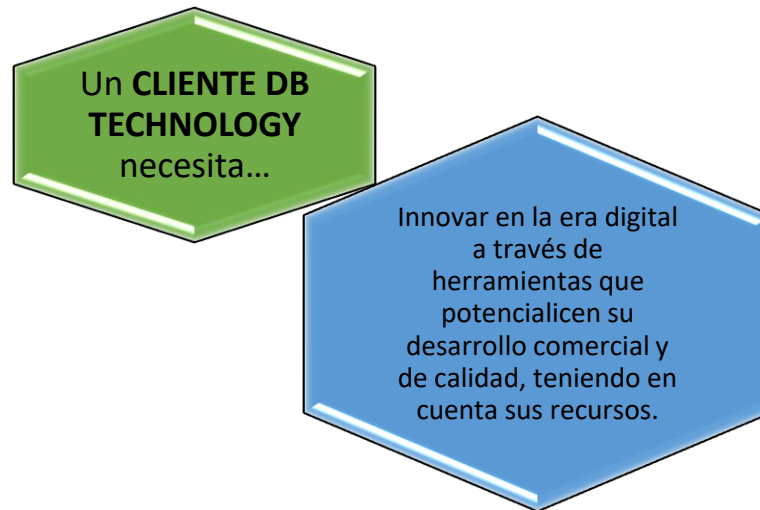 Un CLIENTE DB
TECHNOLOGY
necesita...
Innovar en la era digital
a través de
herramientas que
potencialicen su
desarrollo comercial y
de calidad, teniendo en
cuenta sus recursos.